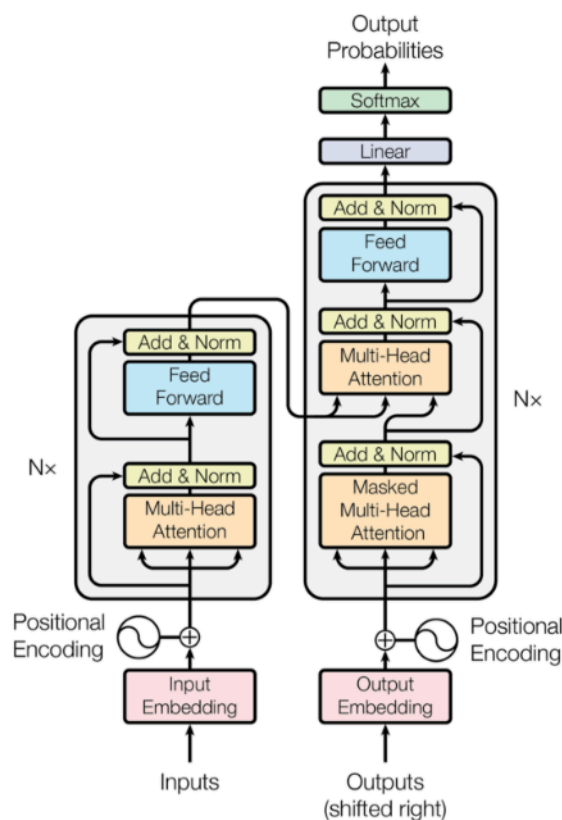 Output
Probabilities
Softmax
Linear
Add & Norm
Feed
Forward
Add & Norm
Multi-Head
Attention
Add & Norm
Masked
Multi-Head
Attention
N×
Positional
Encoding
Output
Embedding
Outputs
(shifted right)
Add & Norm
Feed
Forward
Add & Norm
Multi-Head
Attention
N×
Positional
Encoding
Input
Embedding
Inputs